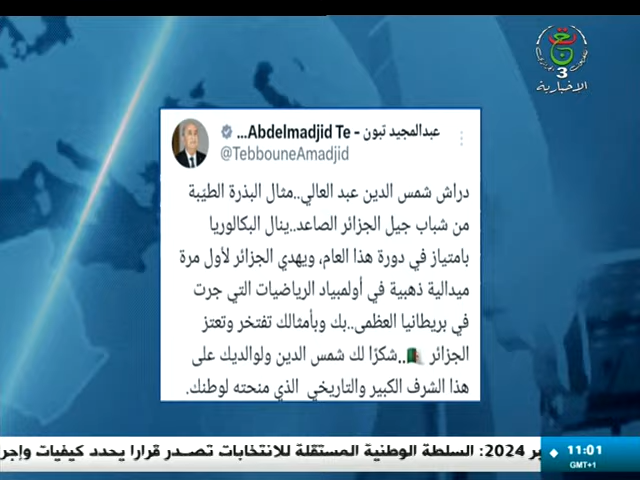 3
الإخبارية
عبدالمجيد تبون - Abdelmadjid Te...
@TebbouneAmadjid
دراش شمس الدين عبد العالي..مثال البذرة الطيّبة
من شباب جيل الجزائر الصاعد..ينال البكالوريا
بامتياز في دورة هذا العام، ويهدي الجزائر لأول مرة
ميدالية ذهبية في أولمبياد الرياضيات التي جرت
في بريطانيا العظمى..بك وبأمثالك تفتخر وتعتز
الجزائر 🇩🇿..شكرًا لك شمس الدين ولوالديك على
هذا الشرف الكبير والتاريخي الذي منحته لوطنك.
بر 2024: السلطة الوطنية المستقلة للانتخابات تصدر قرارا يحدد كيفيات وإجر
11:01
GMT+1